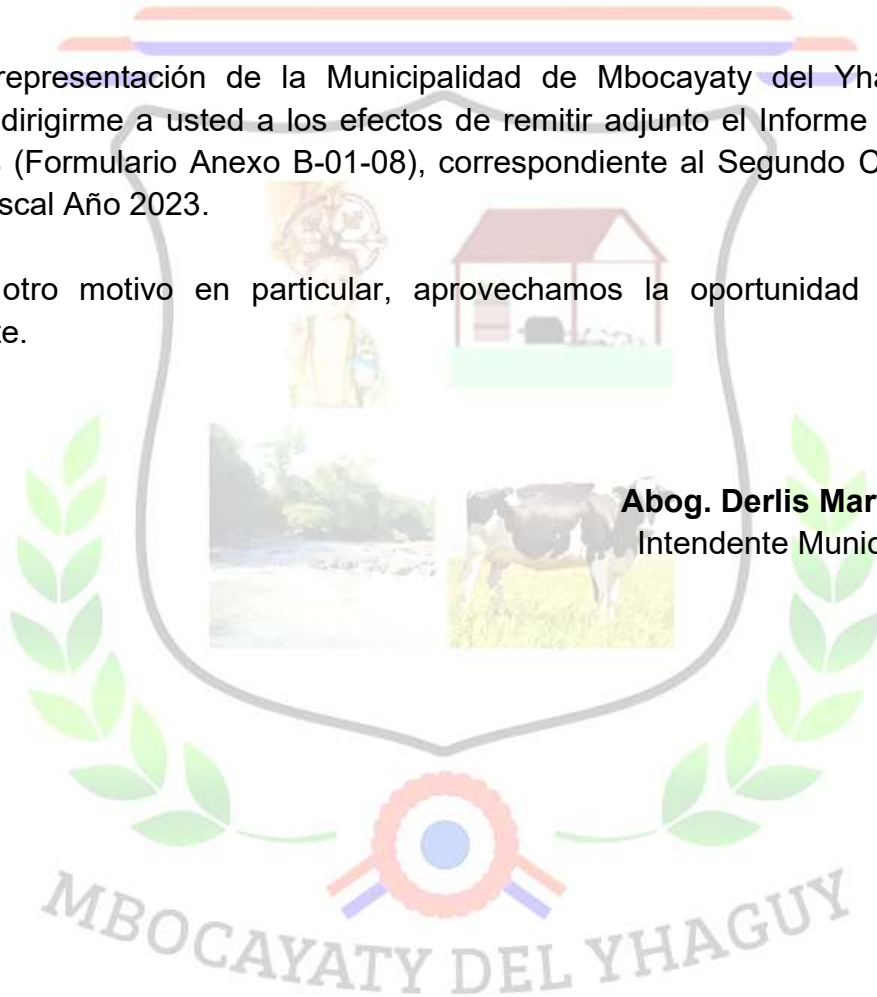 representación de la Municipalidad de Mbocayaty del Yha
dirigirme a usted a los efectos de remitir adjunto el Informe
(Formulario Anexo B-01-08), correspondiente al Segundo C
scal Año 2023.
otro motivo en particular, aprovechamos la oportunidad
e.
Abog. Derlis Mar
Intendente Munic
MBOCAYATY DEL YHAGUY